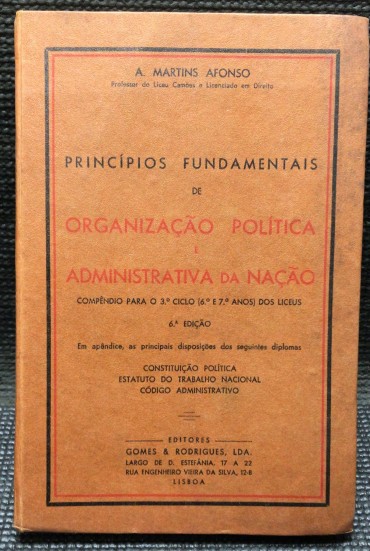 A. MARTINS AFONSO
Professor do Liceu Camões e Licenciado em Direito
PRINCÍPIOS FUNDAMENTAIS
DE
ORGANIZAÇÃO POLÍTICA
E
ADMINISTRATIVA DA NAÇÃO
COMPÊNDIO PARA O 3.º CICLO (6.º E 7.º ANOS) DOS LICEUS
6.ª EDIÇÃO
Em apêndice, as principais disposições dos seguintes diplomas
CONSTITUIÇÃO POLÍTICA
ESTATUTO DO TRABALHO NACIONAL
CÓDIGO ADMINISTRATIVO
EDITORES
GOMES & RODRIGUES, LDA.
LARGO DE D. ESTEFÂNIA, 17 A 22
RUA ENGENHEIRO VIEIRA DA SILVA, 12-B
LISBOA